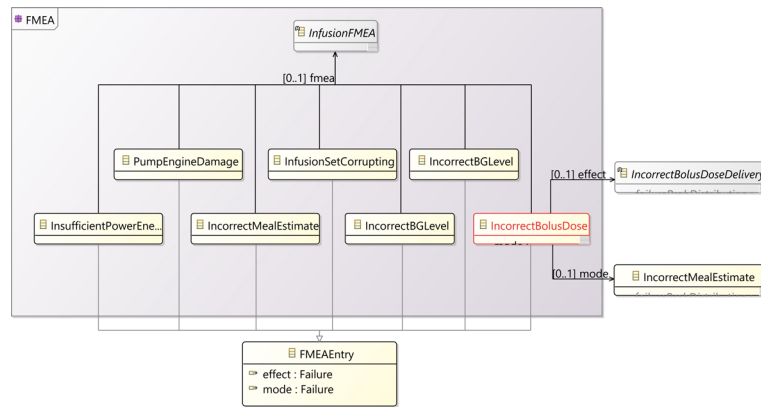 FMEA
InfusionFMEA
[0..1] fmea
PumpEngineDamage
InfusionSetCorrupting
IncorrectBGLevel
[0..1] effect
IncorrectBolusDoseDelivery
InsufficientPowerEne...
IncorrectMealEstimate
IncorrectBGLevel
IncorrectBolusDose
[0..1] mode
IncorrectMealEstimate
FMEAEntry
effect : Failure
mode : Failure